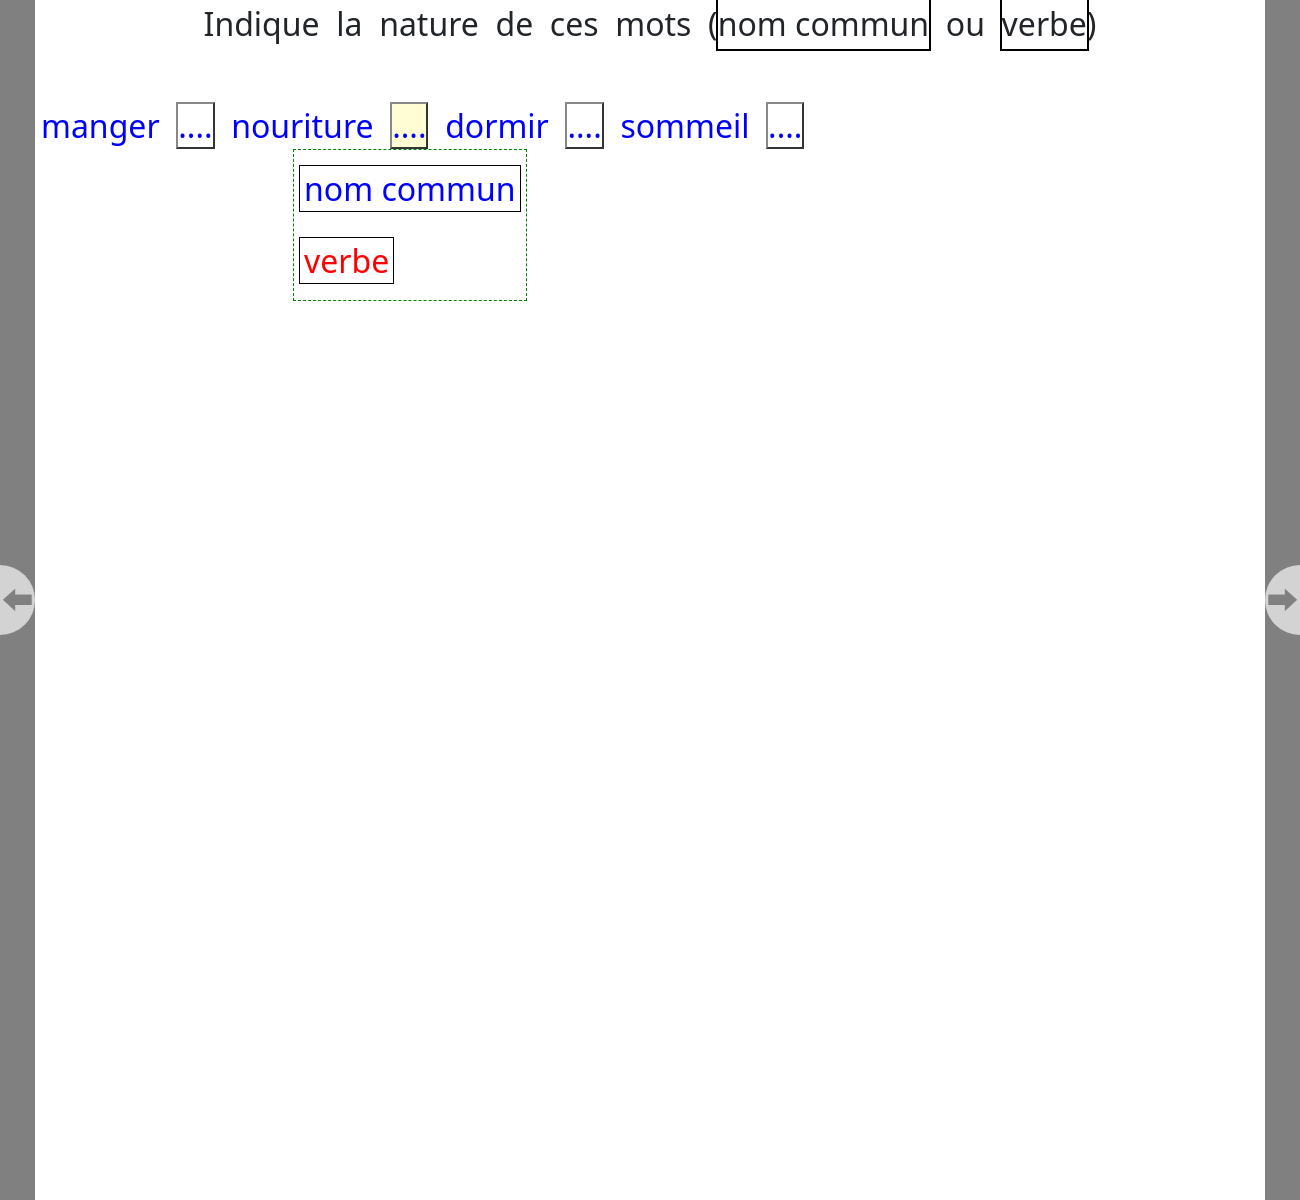 Indique la nature de ces mots (nom commun ou verbe)
manger .... nouriture .... dormir .... sommeil ....
nom commun
verbe